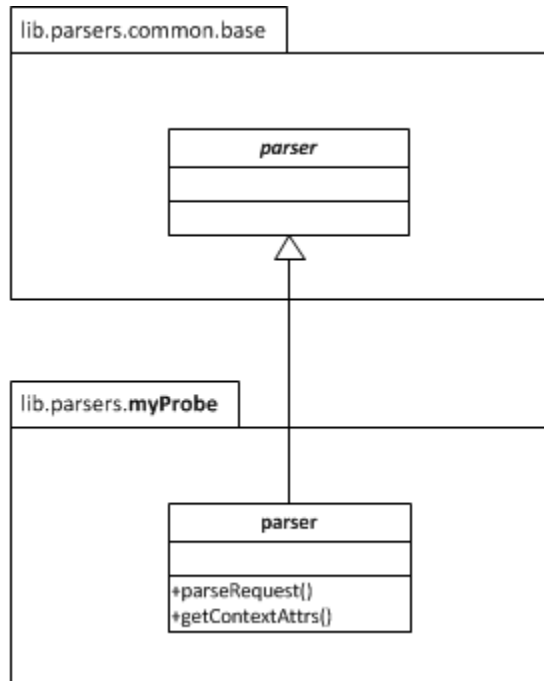 lib.parsers.common.base
parser
lib.parsers.myProbe
parser
+parseRequest()
+getContextAttrs()